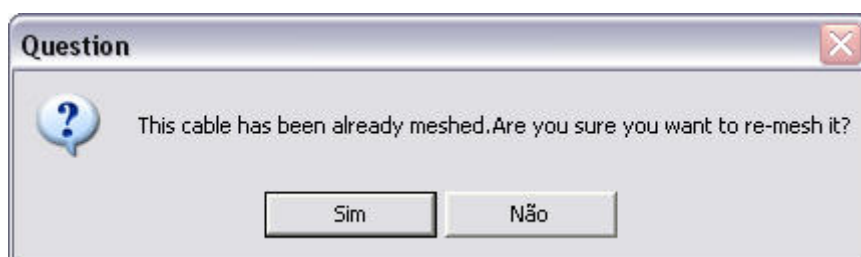 Question
This cable has been already meshed.Are you sure you want to re-mesh it?
Sim
Não